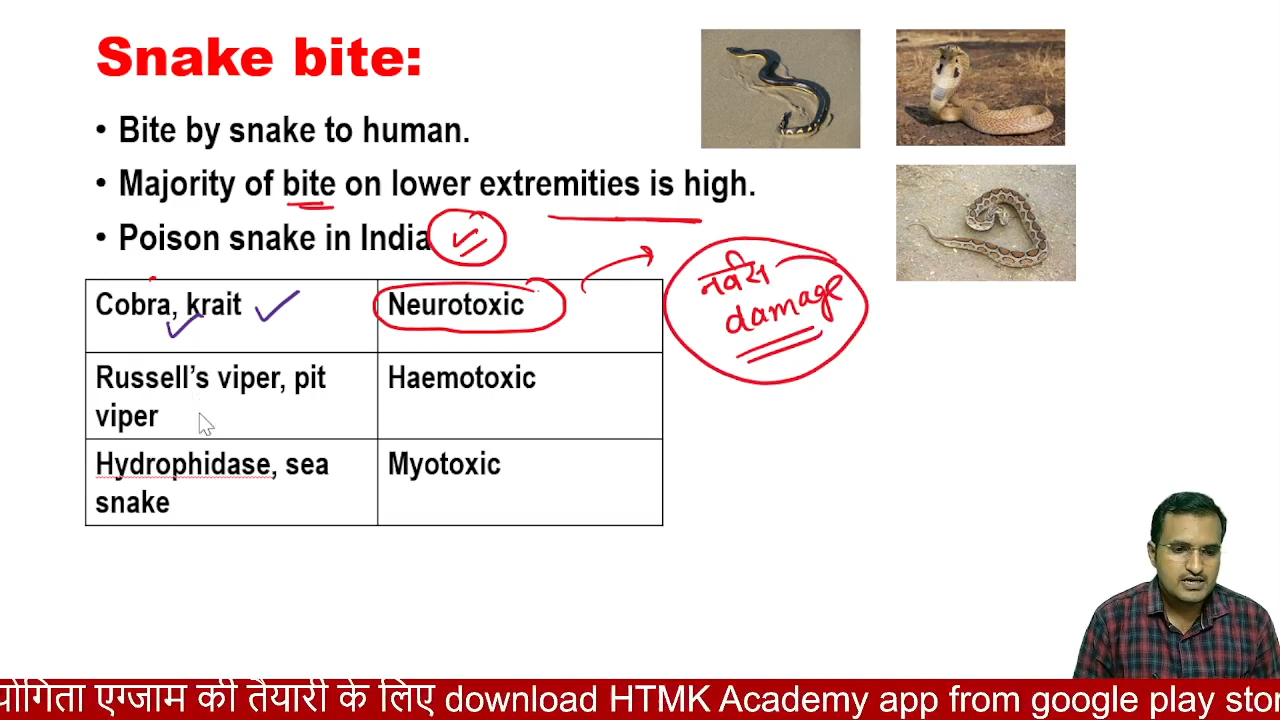 Snake bite:
• Bite by snake to human.
• Majority of bite on lower extremities is high.
• Poison snake in India
Cobra, krait
Neurotoxic
नर्वस
damage
Russell's viper, pit
viper
Haemotoxic
Hydrophidase, sea
snake
Myotoxic
योगिता एग्जाम की तैयारी के लिए download HTMK Academy app from google play stor